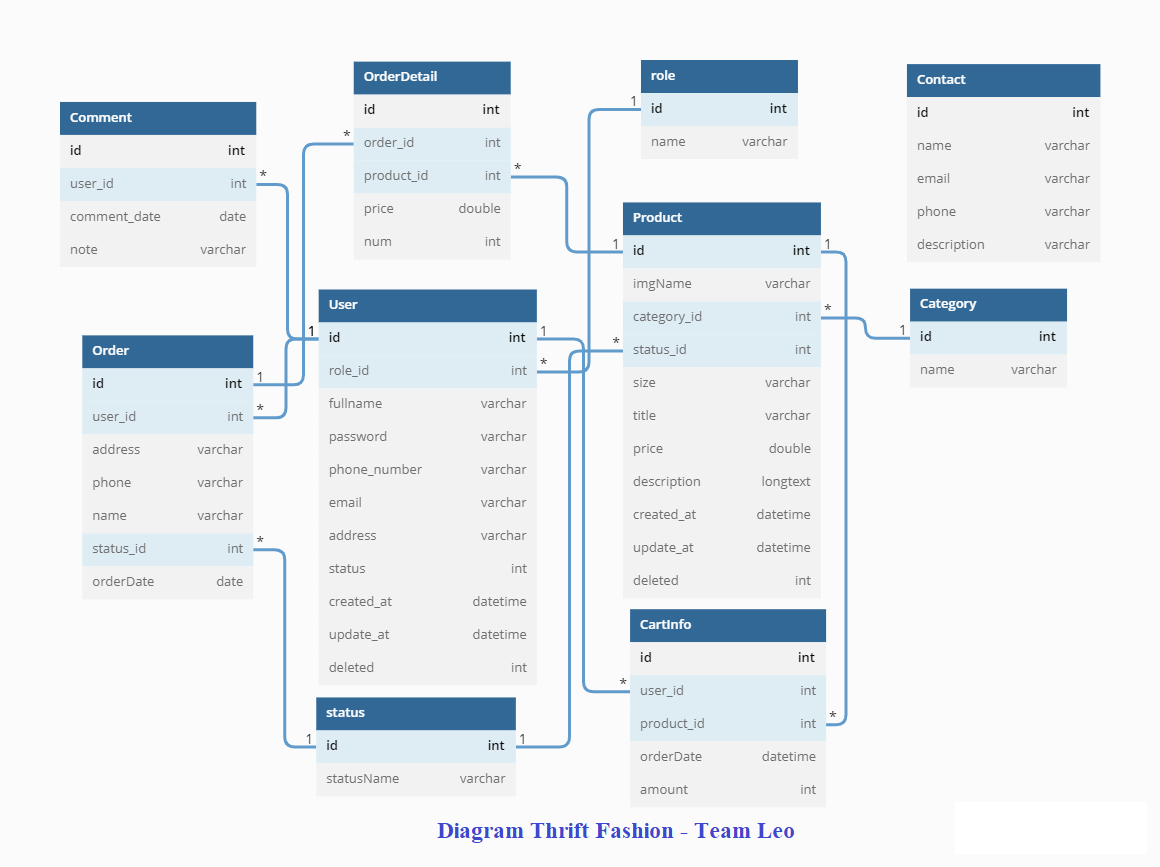 Comment
id int
user_id int
comment_date date
note varchar
*
OrderDetail
id int
* order_id int
product_id int *
price double
num int
role
1 id int
name varchar
Contact
id int
name varchar
email varchar
phone varchar
description varchar
Product
1 id int 1
imgName varchar
category_id int *
* status_id int
size varchar
title varchar
price double
description longtext
created_at datetime
update_at datetime
deleted int
Category
1 id int
name varchar
User
1 id int 1
role_id int *
fullname varchar
password varchar
phone_number varchar
email varchar
address varchar
status int
created_at datetime
update_at datetime
deleted int
Order
id int 1
user_id int *
address varchar
phone varchar
name varchar
status_id int *
orderDate date
CartInfo
id int
* user_id int
product_id int *
orderDate datetime
amount int
status
1 id int 1
statusName varchar
Diagram Thrift Fashion - Team Leo